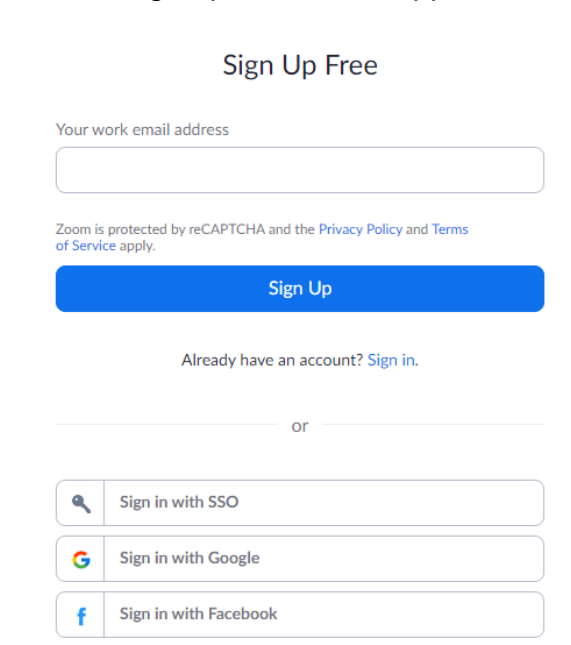 Sign Up Free
Your work email address
Zoom is protected by reCAPTCHA and the Privacy Policy and Terms
of Service apply.
Sign Up
Already have an account? Sign in.
or
Sign in with SSO
Sign in with Google
Sign in with Facebook